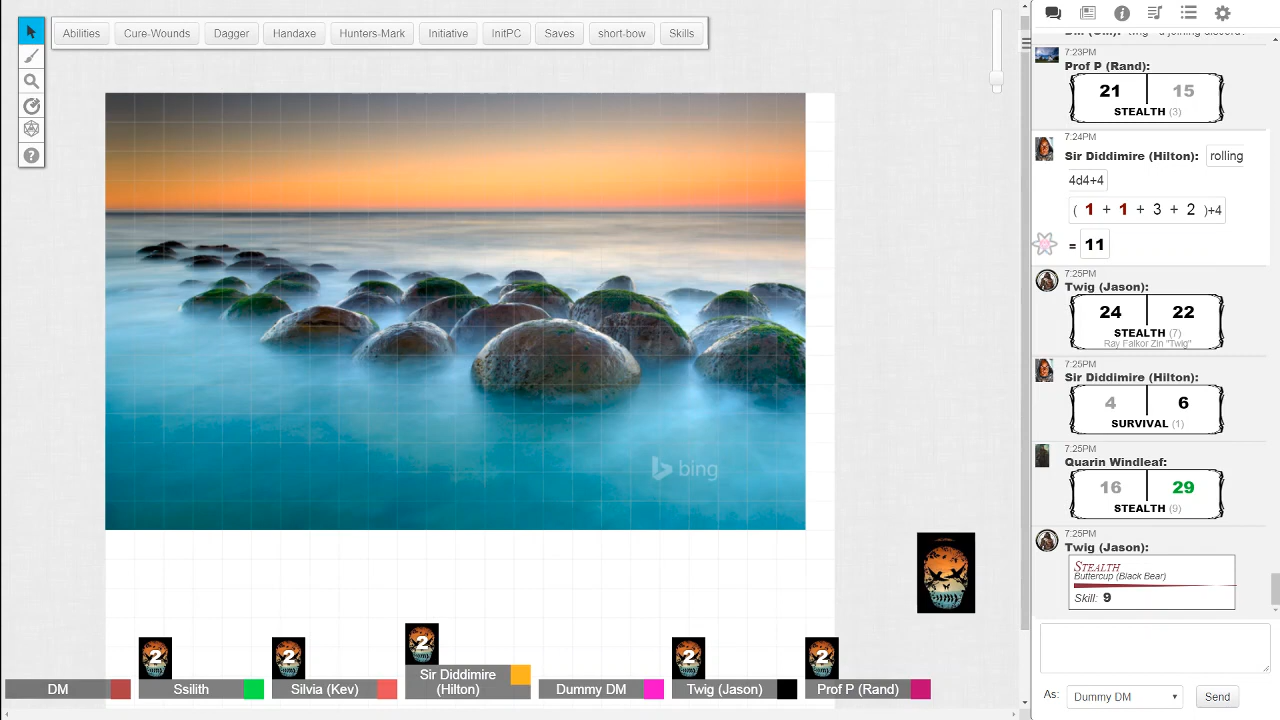 Abilities Cure-Wounds Dagger Handaxe Hunters-Mark Initiative InitPC Saves short-bow Skills
bing
2
2
2
2
2
DM
Ssilith
Silvia (Kev)
Sir Diddimire
(Hilton)
Dummy DM
Twig (Jason)
Prof P (Rand)
7:23PM
Prof P (Rand):
21 15
STEALTH (3)
7:24PM
Sir Diddimire (Hilton): rolling
4d4+4
( 1 + 1 + 3 + 2 )+4
= 11
7:25PM
Twig (Jason):
24 22
STEALTH (7)
Ray Falkor Zin "Twig"
7:25PM
Sir Diddimire (Hilton):
4 6
SURVIVAL (1)
7:25PM
Quarin Windleaf:
16 29
STEALTH (9)
7:25PM
Twig (Jason):
Stealth
Buttercup (Black Bear)
Skill: 9
As: Dummy DM Send